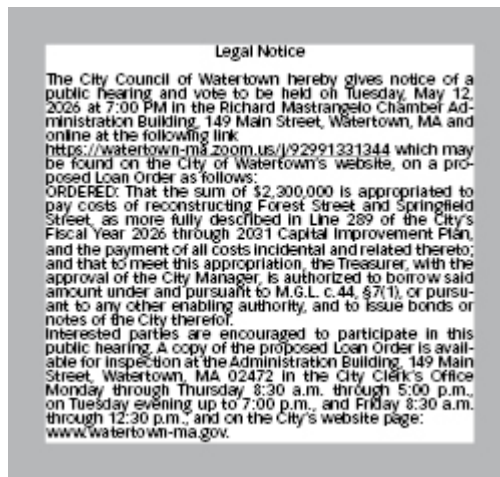 Legal Notice
The City Council of Watertown hereby gives notice of a
public hearing and vote to be held on Tuesday, May 12,
2026 at 7:00 PM in the Richard Mastrangelo Chamber Ad-
ministration Building, 149 Main Street, Watertown, MA and
online at the following link
https://watertown-ma.zoom.us/j/92991331344 which may
be found on the City of Watertown's website, on a pro-
posed Loan Order as follows:
ORDERED: That the sum of $2,300,000 is appropriated to
pay costs of reconstructing Forest Street and Springfield
Street, as more fully described in Line 289 of the City's
Fiscal Year 2026 through 2031 Capital Improvement Plan,
and the payment of all costs incidental and related thereto;
and that to meet this appropriation, the Treasurer, with the
approval of the City Manager, is authorized to borrow said
amount under and pursuant to M.G.L. c.44, §7(1), or pursu-
ant to any other enabling authority, and to issue bonds or
notes of the City therefor.
Interested parties are encouraged to participate in this
public hearing. A copy of the proposed Loan Order is avail-
able for inspection at the Administration Building, 149 Main
Street, Watertown, MA 02472 in the City Clerk's Office
Monday through Thursday 8:30 a.m. through 5:00 p.m.,
on Tuesday evening up to 7:00 p.m., and Friday 8:30 a.m.
through 12:30 p.m., and on the City's website page:
www.watertown-ma.gov.